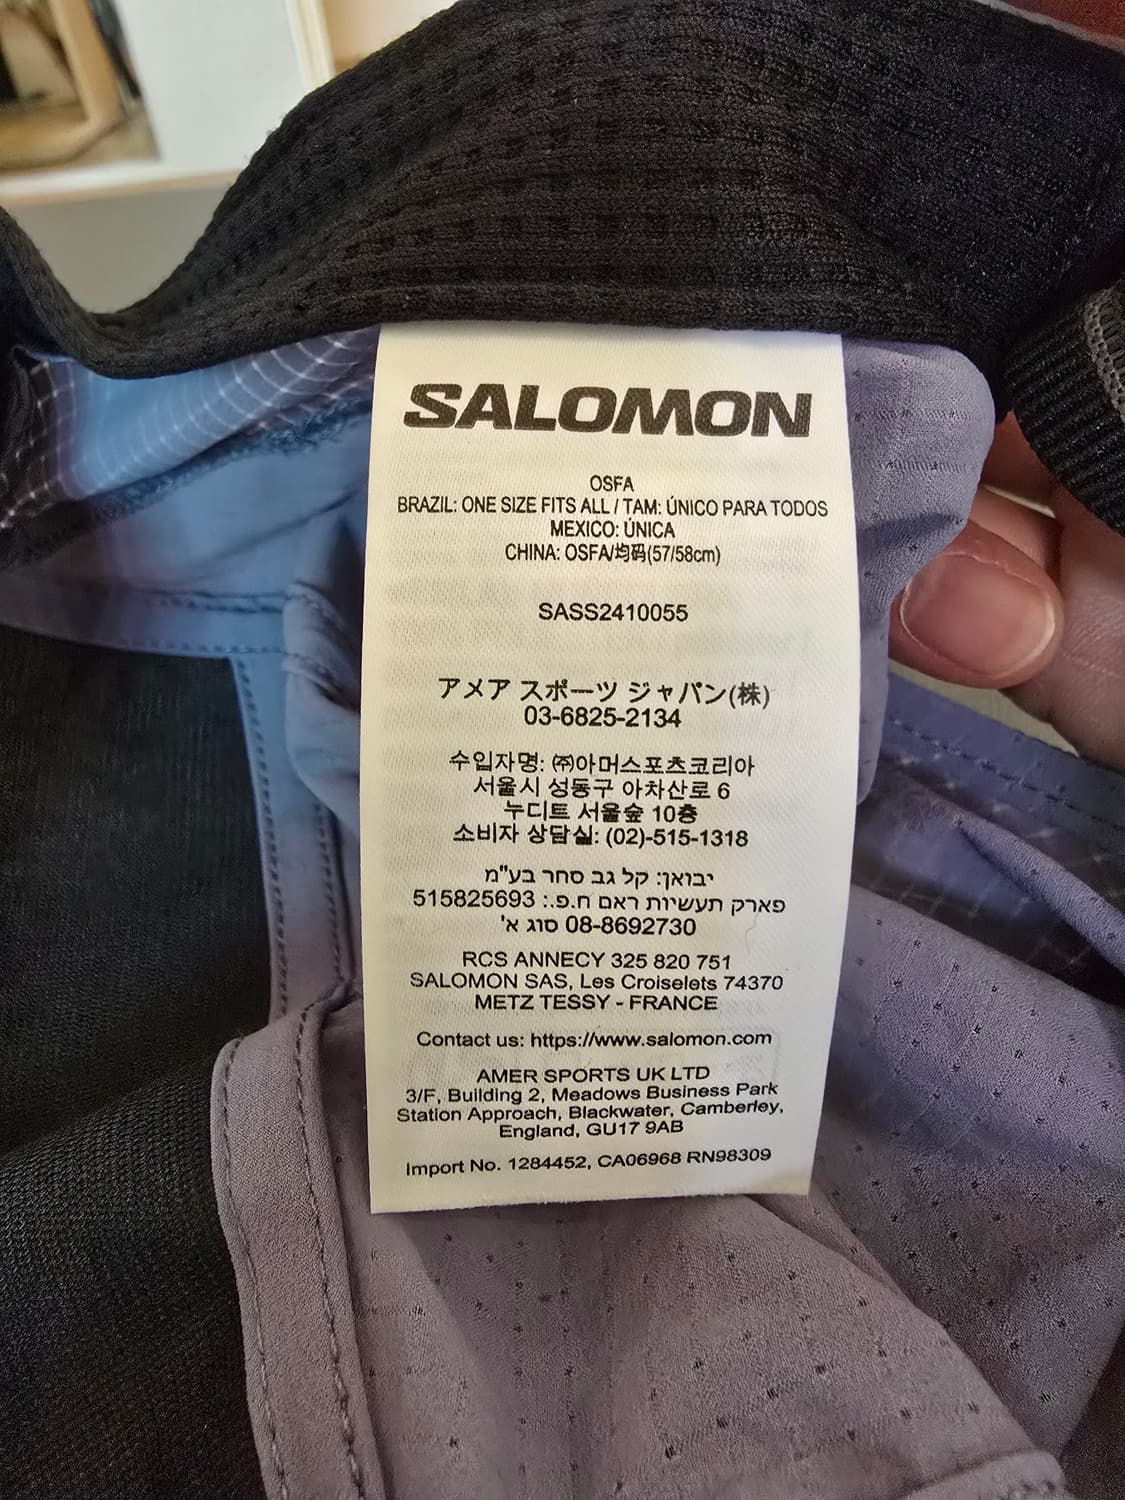 SALOMON
OSFA
BRAZIL: ONE SIZE FITS ALL / TAM: ÚNICO PARA TODOS
MEXICO: ÚNICA
CHINA: OSFA/均码(57/58cm)
SASS2410055
アメア スポーツ ジャパン(株)
03-6825-2134
수입자명: ㈜아머스포츠코리아
서울시 성동구 아차산로 6
누디트 서울숲 10층
소비자 상담실: (02)-515-1318
יבואן: קל גב סחר בע"מ
פארק תעשיות ראם ח.פ.: 515825693
08-8692730 סוג א'
RCS ANNECY 325 820 751
SALOMON SAS, Les Croiselets 74370
METZ TESSY - FRANCE
Contact us: https://www.salomon.com
AMER SPORTS UK LTD
3/F, Building 2, Meadows Business Park
Station Approach, Blackwater, Camberley,
England, GU17 9AB
Import No. 1284452, CA06968 RN98309